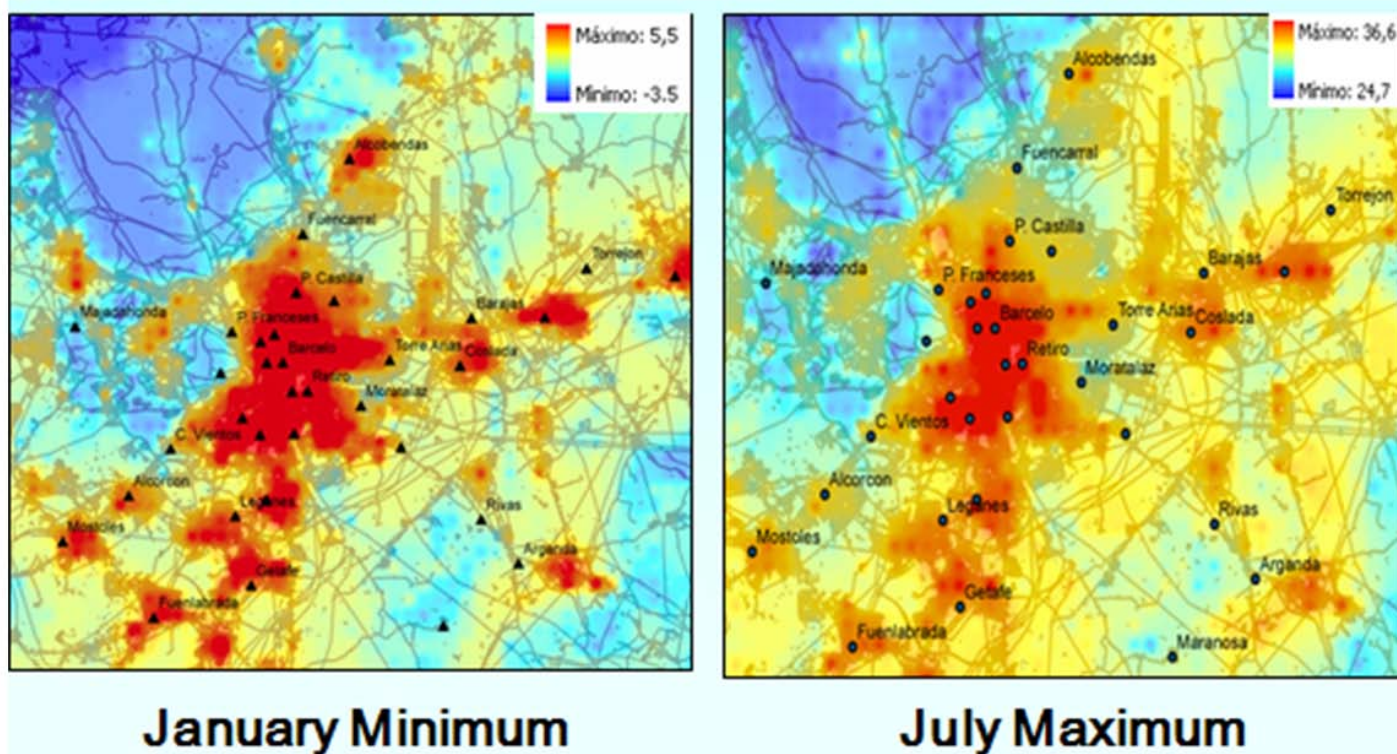 Máximo: 5,5
Mínimo: -3.5
Alcobendas
Fuencarral
P. Castilla
Torrejon
Majadahonda
P. Franceses
Barajas
Barcelo
Torre Arias
Coslada
Retiro
Moratalaz
C. Vientos
Alcorcon
Leganes
Rivas
Mostoles
Arganda
Getafe
Fuenlabrada
January Minimum
Máximo: 36,6
Mínimo: 24,7
Alcobendas
Fuencarral
Torrejon
P. Castilla
Majadahonda
P. Franceses
Barajas
Barcelo
Torre Arias
Coslada
Retiro
Moratalaz
C. Vientos
Alcorcon
Leganes
Rivas
Mostoles
Arganda
Getafe
Fuenlabrada
Maranosa
July Maximum